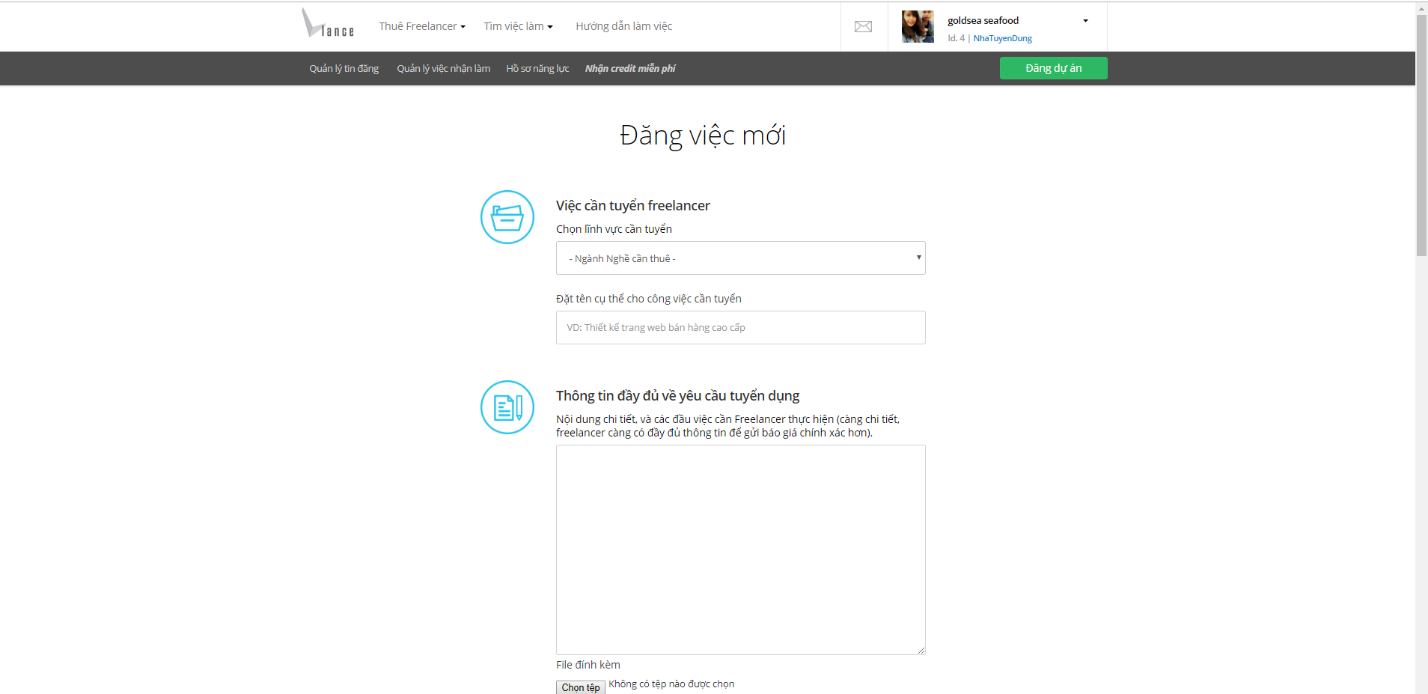 lance
Thuê Freelancer
Tìm việc làm
Hướng dẫn làm việc
goldsea seafood
Id. 4 | NhaTuyenDung
Quản lý tin đăng
Quản lý việc nhận làm
Hồ sơ năng lực
Nhận credit miễn phí
Đăng dự án
Đăng việc mới
Việc cần tuyển freelancer
Chọn lĩnh vực cần tuyển
- Ngành Nghề cần thuê -
Đặt tên cụ thể cho công việc cần tuyển
VD: Thiết kế trang web bán hàng cao cấp
Thông tin đầy đủ về yêu cầu tuyển dụng
Nội dung chi tiết, và các đầu việc cần Freelancer thực hiện (càng chi tiết,
freelancer càng có đầy đủ thông tin để gửi báo giá chính xác hơn).
File đính kèm
Chọn tệp Không có tệp nào được chọn